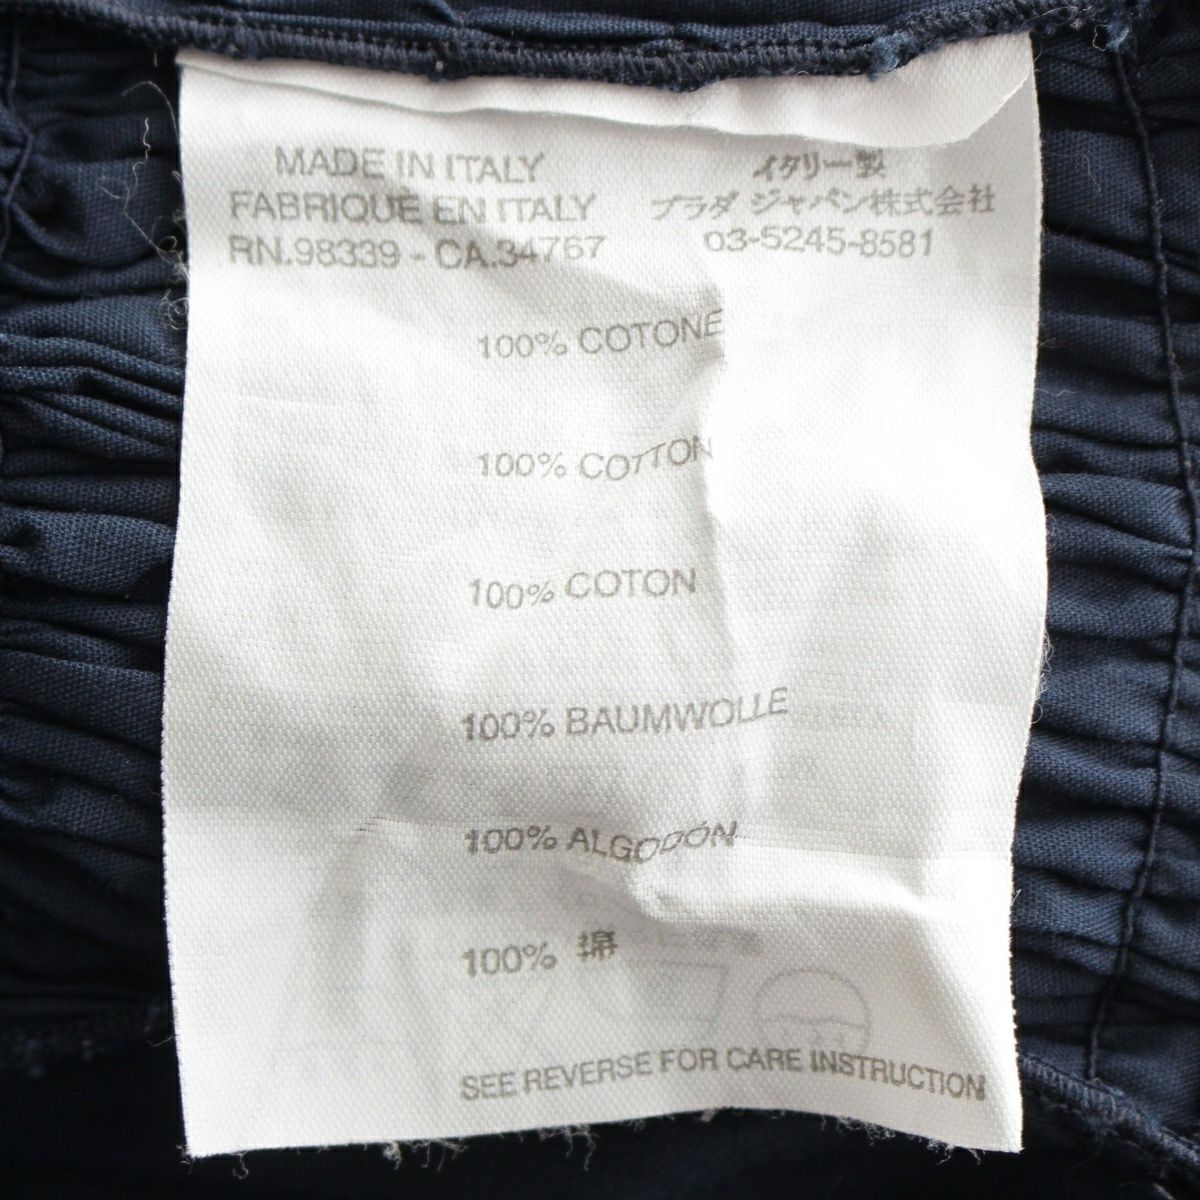 MADE IN ITALY
FABRIQUÉ EN ITALY
RN.98339 - CA.34767
イタリー製
プラダ ジャパン株式会社
03-5245-8581
100% COTONE
100% COTTON
100% COTON
100% BAUMWOLLE
100% ALGODÓN
100% 綿
SEE REVERSE FOR CARE INSTRUCTION